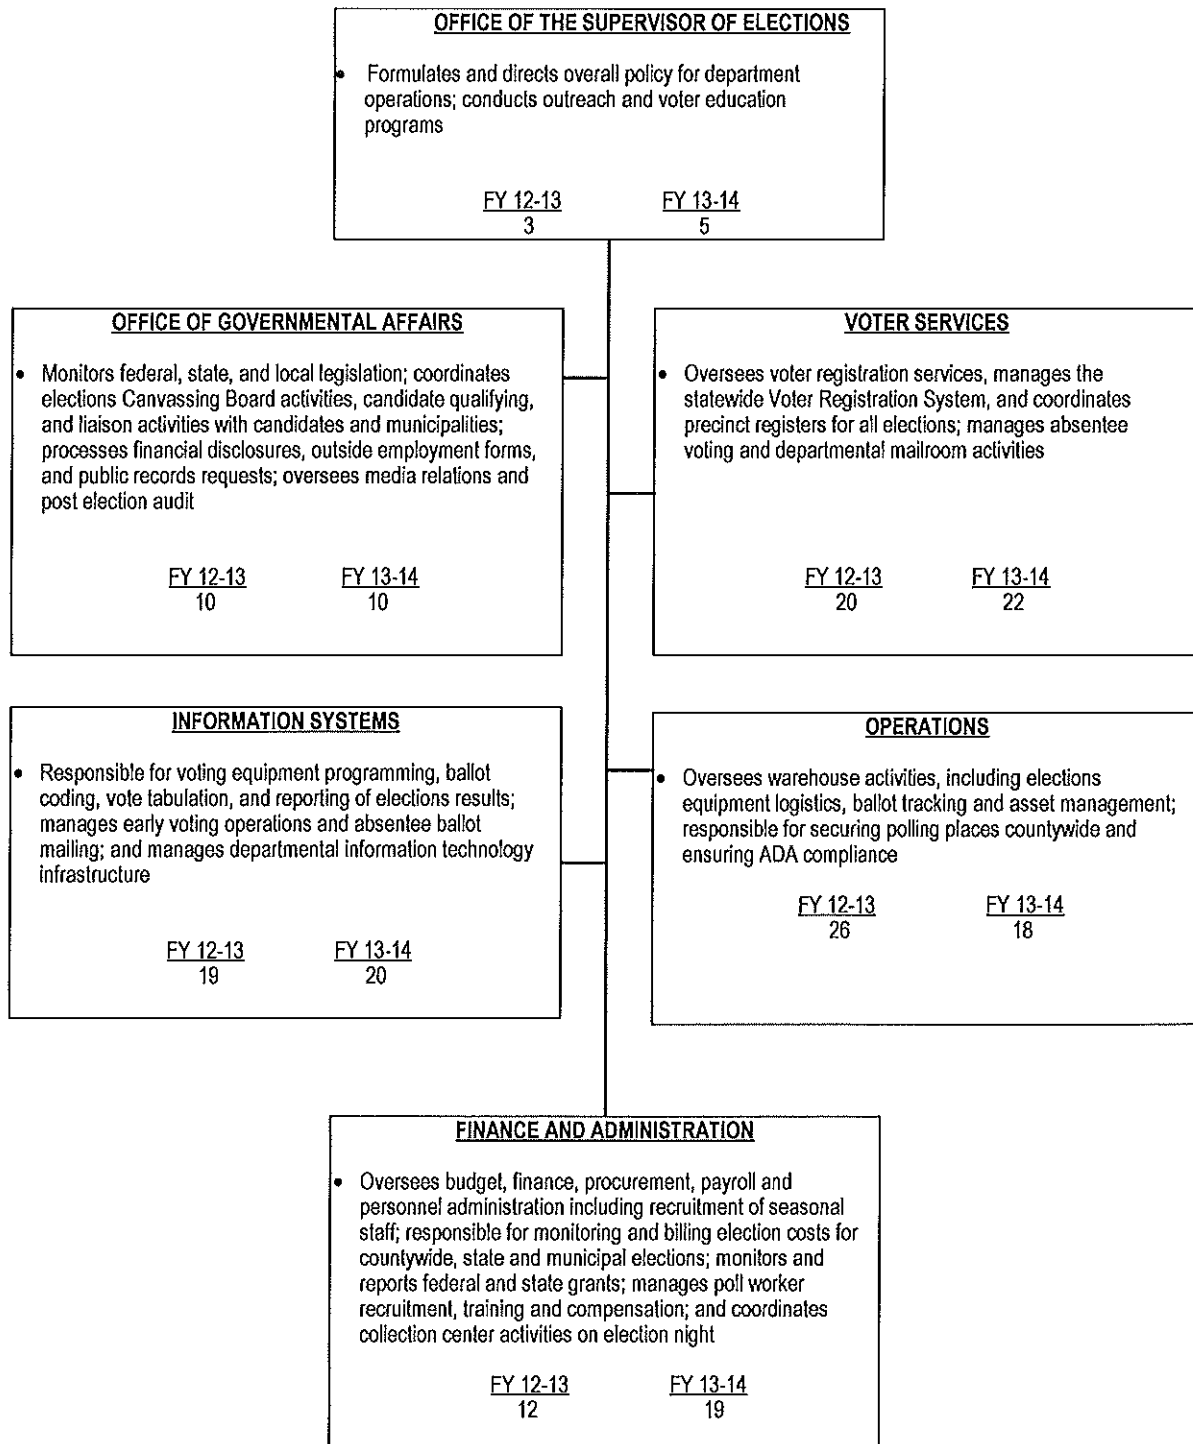 OFFICE OF THE SUPERVISOR OF ELECTIONS
• Formulates and directs overall policy for department
operations; conducts outreach and voter education
programs
FY 12-13 FY 13-14
3 5
OFFICE OF GOVERNMENTAL AFFAIRS
• Monitors federal, state, and local legislation; coordinates
elections Canvassing Board activities, candidate qualifying,
and liaison activities with candidates and municipalities;
processes financial disclosures, outside employment forms,
and public records requests; oversees media relations and
post election audit
FY 12-13 FY 13-14
10 10
VOTER SERVICES
• Oversees voter registration services, manages the
statewide Voter Registration System, and coordinates
precinct registers for all elections; manages absentee
voting and departmental mailroom activities
FY 12-13 FY 13-14
20 22
INFORMATION SYSTEMS
• Responsible for voting equipment programming, ballot
coding, vote tabulation, and reporting of elections results;
manages early voting operations and absentee ballot
mailing; and manages departmental information technology
infrastructure
FY 12-13 FY 13-14
19 20
OPERATIONS
• Oversees warehouse activities, including elections
equipment logistics, ballot tracking and asset management;
responsible for securing polling places countywide and
ensuring ADA compliance
FY 12-13 FY 13-14
26 18
FINANCE AND ADMINISTRATION
• Oversees budget, finance, procurement, payroll and
personnel administration including recruitment of seasonal
staff; responsible for monitoring and billing election costs for
countywide, state and municipal elections; monitors and
reports federal and state grants; manages poll worker
recruitment, training and compensation; and coordinates
collection center activities on election night
FY 12-13 FY 13-14
12 19